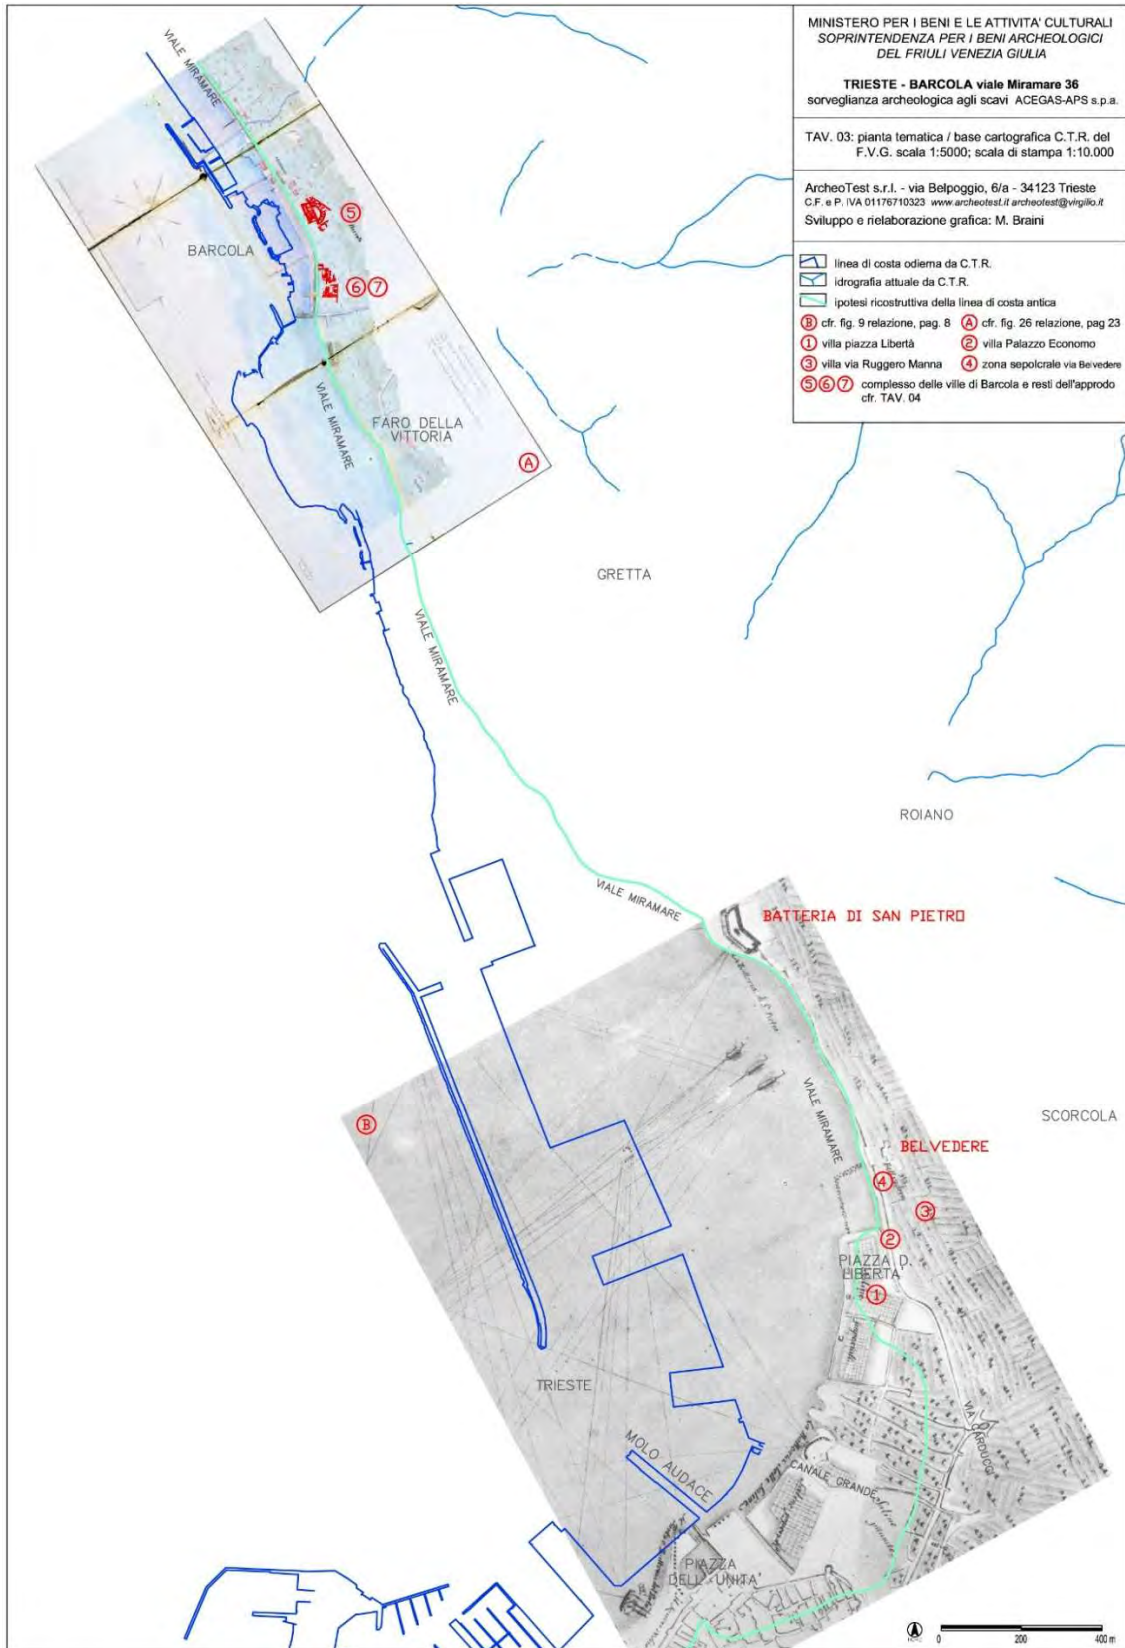 MINISTERO PER I BENI E LE ATTIVITA' CULTURALI
SOPRINTENDENZA PER I BENI ARCHEOLOGICI
DEL FRIULI VENEZIA GIULIA
TRIESTE - BARCOLA viale Miramare 36
sorveglianza archeologica agli scavi ACEGAS-APS s.p.a.
TAV. 03: pianta tematica / base cartografica C.T.R. del
F.V.G. scala 1:5000; scala di stampa 1:10.000
ArcheoTest s.r.l. - via Belpoggio, 6/a - 34123 Trieste
C.F. e P. IVA 01176710323 www.archeotest.it archeotest@virgilio.it
Sviluppo e rielaborazione grafica: M. Braini
linea di costa odierna da C.T.R.
idrografia attuale da C.T.R.
ipotesi ricostruttiva della linea di costa antica
B cfr. fig. 9 relazione, pag. 8 A cfr. fig. 26 relazione, pag 23
1 villa piazza Libertà 2 villa Palazzo Economo
3 villa via Ruggero Manna 4 zona sepolcrale via Belvedere
5 6 7 complesso delle ville di Barcola e resti dell'approdo
cfr. TAV. 04
VIALE MIRAMARE
5
BARCOLA
6 7
VIALE MIRAMARE
FARO DELLA
VITTORIA
A
GRETTA
VIALE MIRAMARE
ROIANO
VIALE MIRAMARE
BATTERIA DI SAN PIETRO
B
VIALE MIRAMARE
SCORCOLA
BELVEDERE
4
3
2
PIAZZA D.
LIBERTA'
1
TRIESTE
VIA CARDUCCI
MOLO AUDACE
CANALE GRANDE
PIAZZA
DELL' UNITA'
0 200 400 m